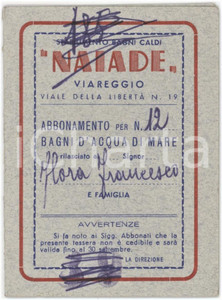 BAGNI CALDI
"NAIADE"
VIAREGGIO
VIALE DELLA LIBERTÀ N. 19
ABBONAMENTO PER N. 12
BAGNI D'ACQUA DI MARE
rilasciato al Signor
Flora Francesco
E FAMIGLIA
AVVERTENZE
Si fa noto ai Sigg. Abbonati che la
presente tessera non è cedibile e sarà
valida fino al 30 settembre.
LA DIREZIONE